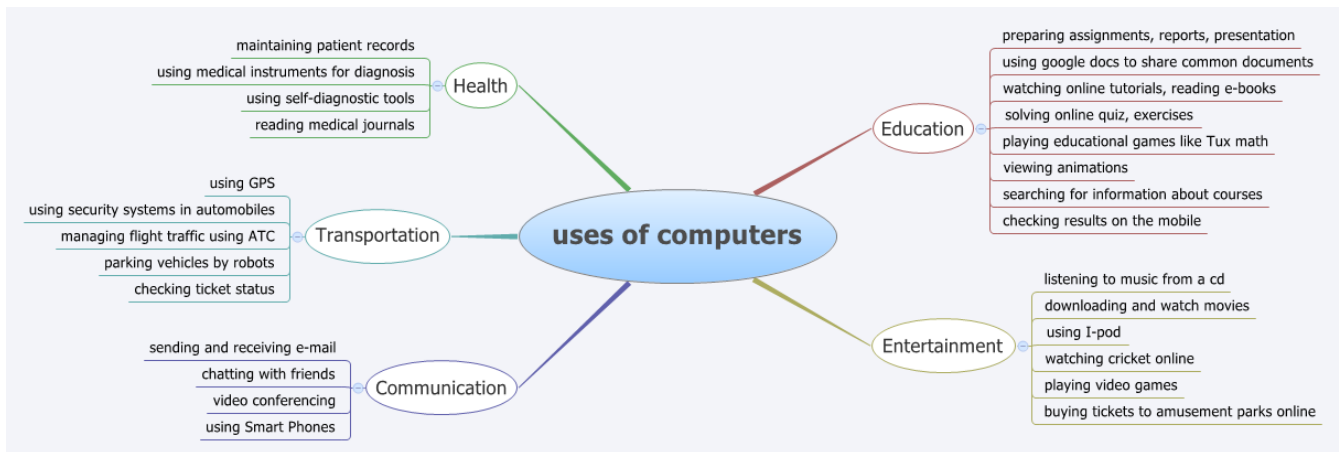 uses of computers
Health
maintaining patient records
using medical instruments for diagnosis
using self-diagnostic tools
reading medical journals
Transportation
using GPS
using security systems in automobiles
managing flight traffic using ATC
parking vehicles by robots
checking ticket status
Communication
sending and receiving e-mail
chatting with friends
video conferencing
using Smart Phones
Education
preparing assignments, reports, presentation
using google docs to share common documents
watching online tutorials, reading e-books
solving online quiz, exercises
playing educational games like Tux math
viewing animations
searching for information about courses
checking results on the mobile
Entertainment
listening to music from a cd
downloading and watch movies
using I-pod
watching cricket online
playing video games
buying tickets to amusement parks online